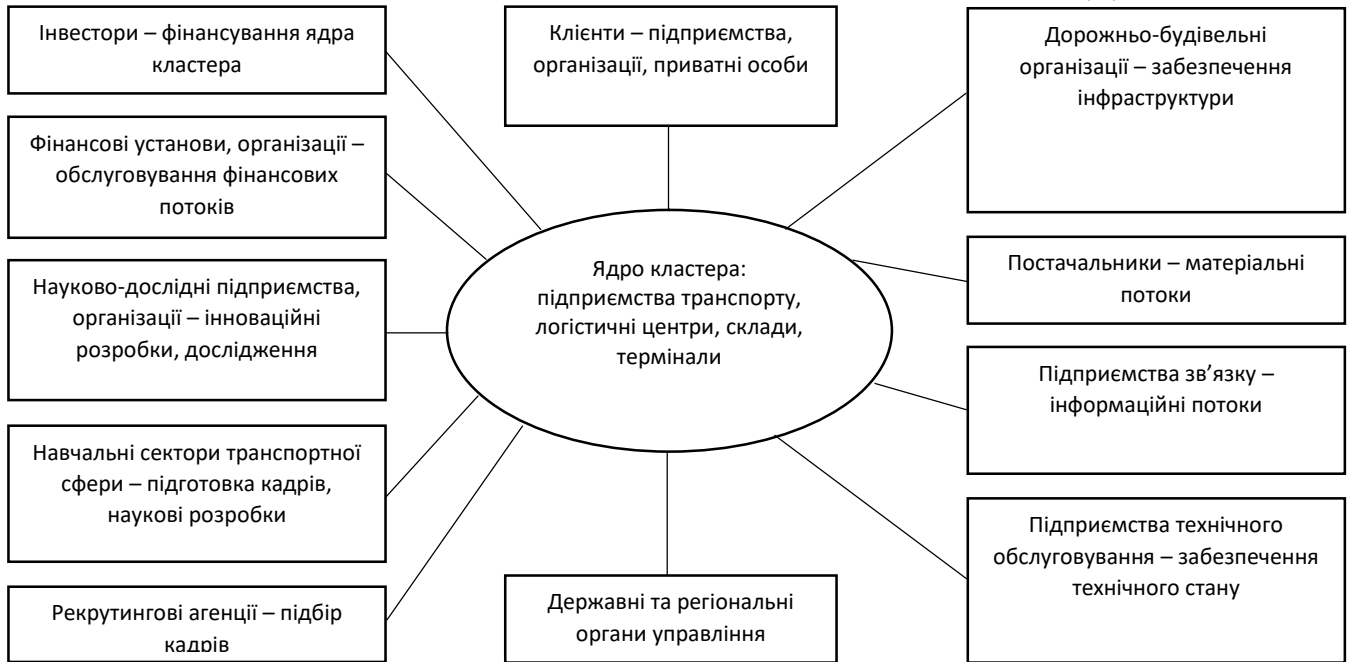 Інвестори – фінансування ядра
кластера
Клієнти – підприємства,
організації, приватні особи
Дорожньо-будівельні
організації – забезпечення
інфраструктури
Фінансові установи, організації –
обслуговування фінансових
потоків
Ядро кластера:
підприємства транспорту,
логістичні центри, склади,
термінали
Постачальники – матеріальні
потоки
Науково-дослідні підприємства,
організації – інноваційні
розробки, дослідження
Підприємства зв’язку –
інформаційні потоки
Навчальні сектори транспортної
сфери – підготовка кадрів,
наукові розробки
Підприємства технічного
обслуговування – забезпечення
технічного стану
Рекрутингові агенції – підбір
кадрів
Державні та регіональні
органи управління